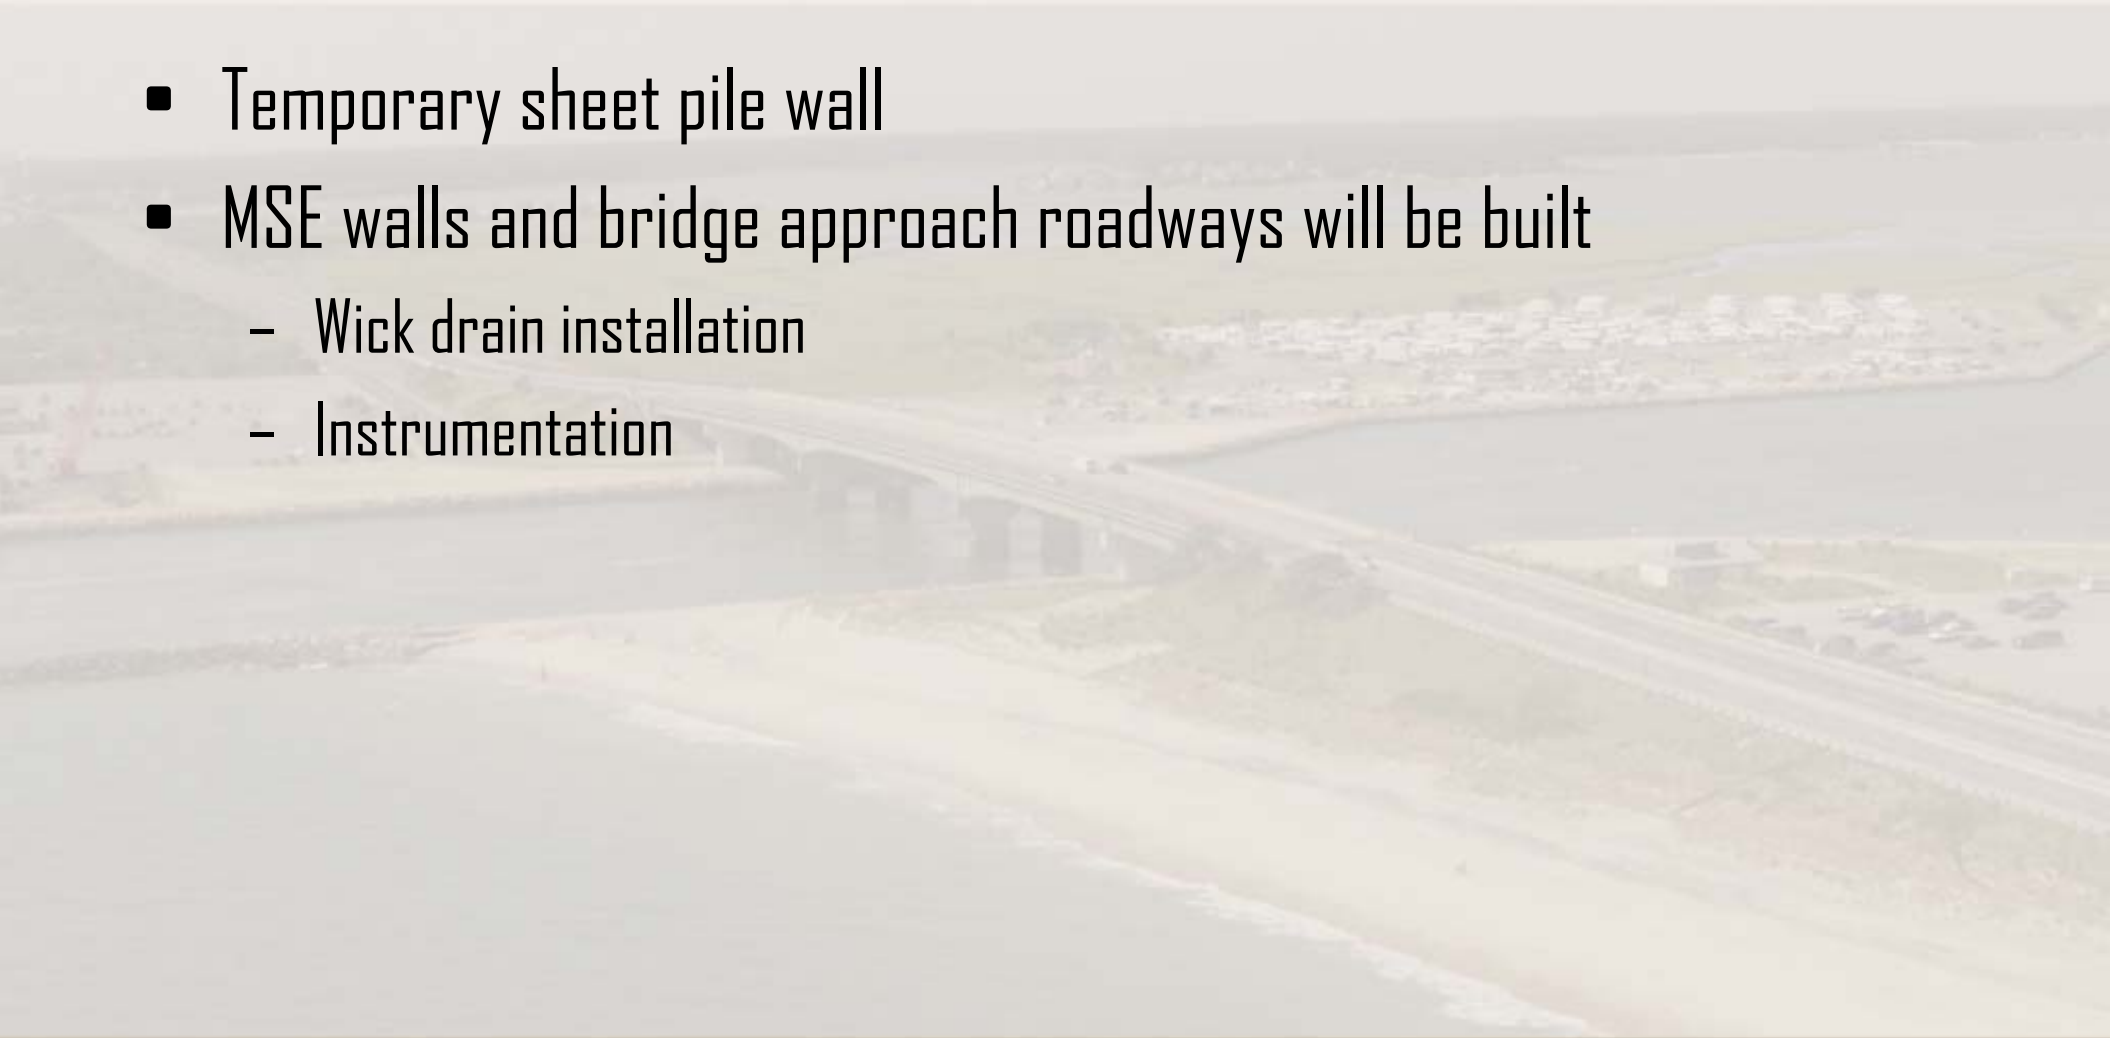 ▪ Temporary sheet pile wall
▪ MSE walls and bridge approach roadways will be built
– Wick drain installation
– Instrumentation